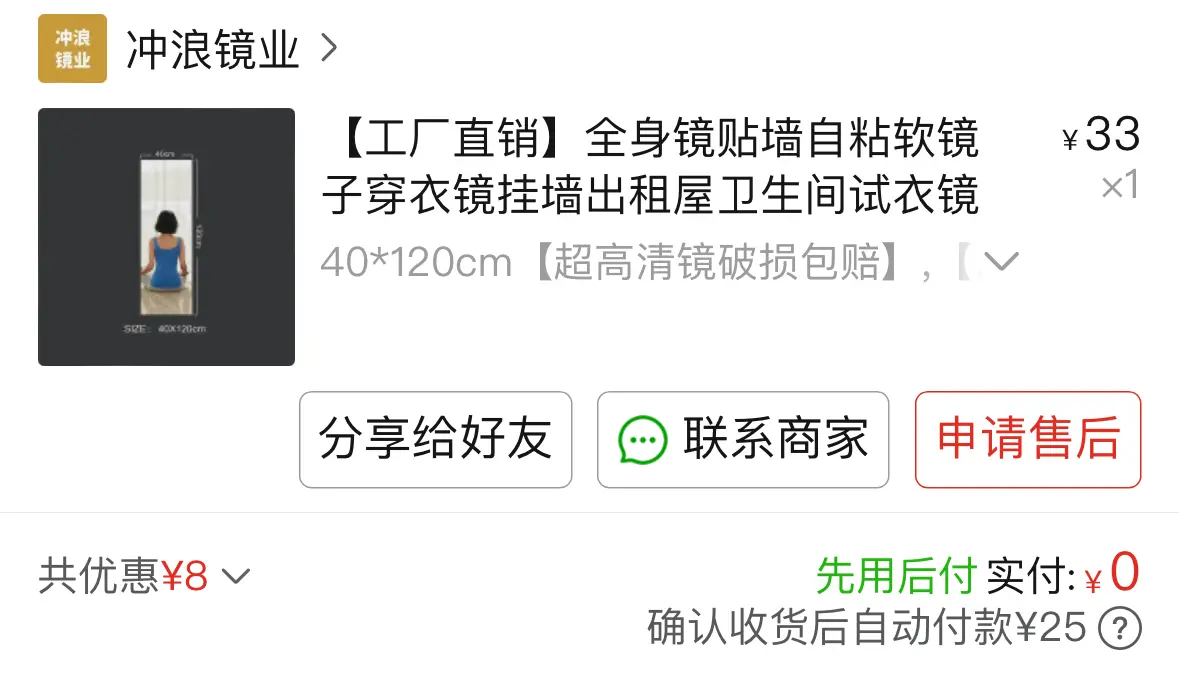 冲浪
镜业
冲浪镜业
【工厂直销】全身镜贴墙自粘软镜
子穿衣镜挂墙出租屋卫生间试衣镜
¥33
×1
40*120cm【超高清镜破损包赔】,【
40cm
120cm
SIZE: 40X120cm
分享给好友
联系商家
申请售后
共优惠¥8
先用后付 实付:¥0
确认收货后自动付款¥25 ?